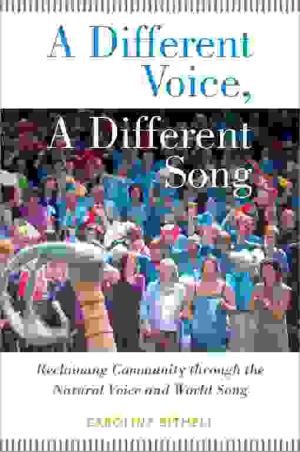 A Different
Voice,
A Different
Song
Reclaiming Community through the
Natural Voice and World Song
CAROLINE BITHELL